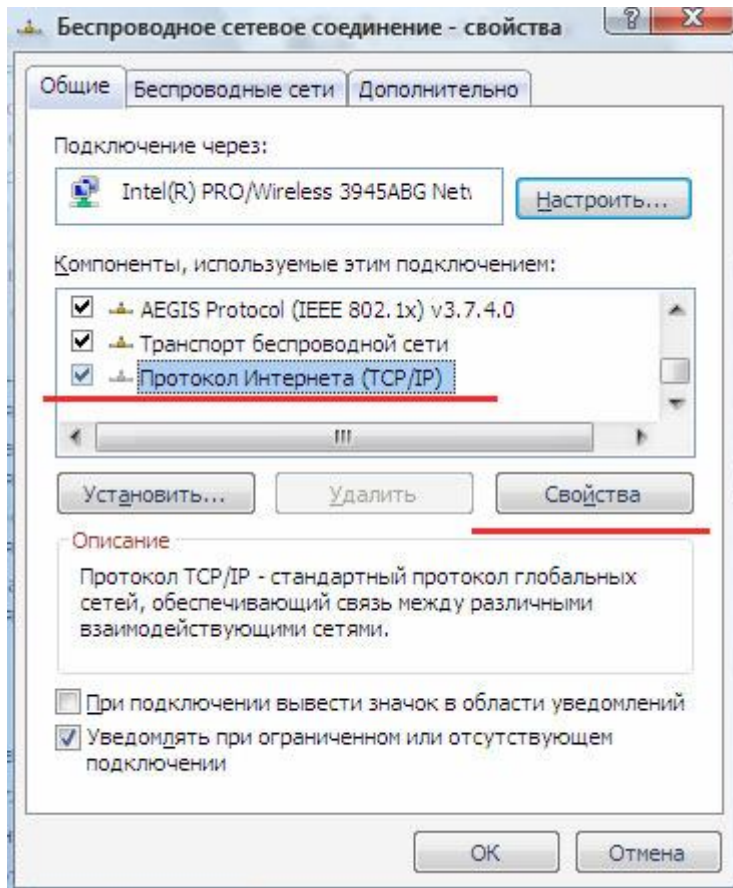 Беспроводное сетевое соединение - свойства
Общие
Беспроводные сети
Дополнительно
Подключение через:
Intel(R) PRO/Wireless 3945ABG Net
Настроить...
Компоненты, используемые этим подключением:
AEGIS Protocol (IEEE 802.1x) v3.7.4.0
Транспорт беспроводной сети
Протокол Интернета (TCP/IP)
Установить...
Удалить
Свойства
Описание
Протокол TCP/IP - стандартный протокол глобальных
сетей, обеспечивающий связь между различными
взаимодействующими сетями.
При подключении вывести значок в области уведомлений
Уведомлять при ограниченном или отсутствующем
подключении
ОК
Отмена